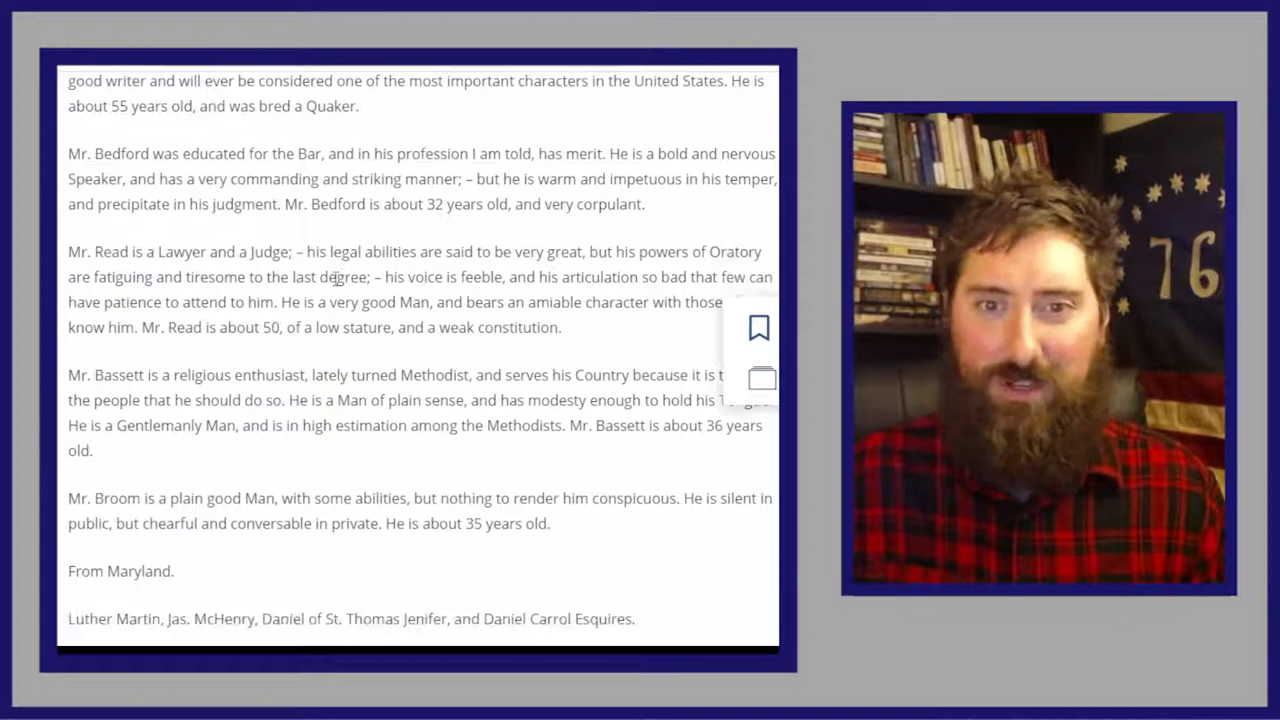 good writer and will ever be considered one of the most important characters in the United States. He is
about 55 years old, and was bred a Quaker.
Mr. Bedford was educated for the Bar, and in his profession I am told, has merit. He is a bold and nervous
Speaker, and has a very commanding and striking manner; – but he is warm and impetuous in his temper,
and precipitate in his judgment. Mr. Bedford is about 32 years old, and very corpulant.
Mr. Read is a Lawyer and a Judge; – his legal abilities are said to be very great, but his powers of Oratory
are fatiguing and tiresome to the last degree; – his voice is feeble, and his articulation so bad that few can
have patience to attend to him. He is a very good Man, and bears an amiable character with those
know him. Mr. Read is about 50, of a low stature, and a weak constitution.
Mr. Bassett is a religious enthusiast, lately turned Methodist, and serves his Country because it is
the people that he should do so. He is a Man of plain sense, and has modesty enough to hold his
He is a Gentlemanly Man, and is in high estimation among the Methodists. Mr. Bassett is about 36 years
old.
Mr. Broom is a plain good Man, with some abilities, but nothing to render him conspicuous. He is silent in
public, but chearful and conversable in private. He is about 35 years old.
From Maryland.
Luther Martin, Jas. McHenry, Daniel of St. Thomas Jenifer, and Daniel Carrol Esquires.
76